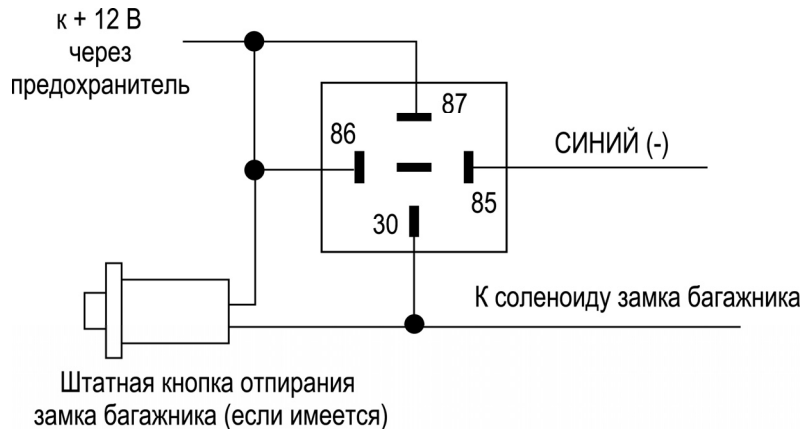 к + 12 В
через
предохранитель
87
86
СИНИЙ (-)
85
30
К соленоиду замка багажника
Штатная кнопка отпирания
замка багажника (если имеется)